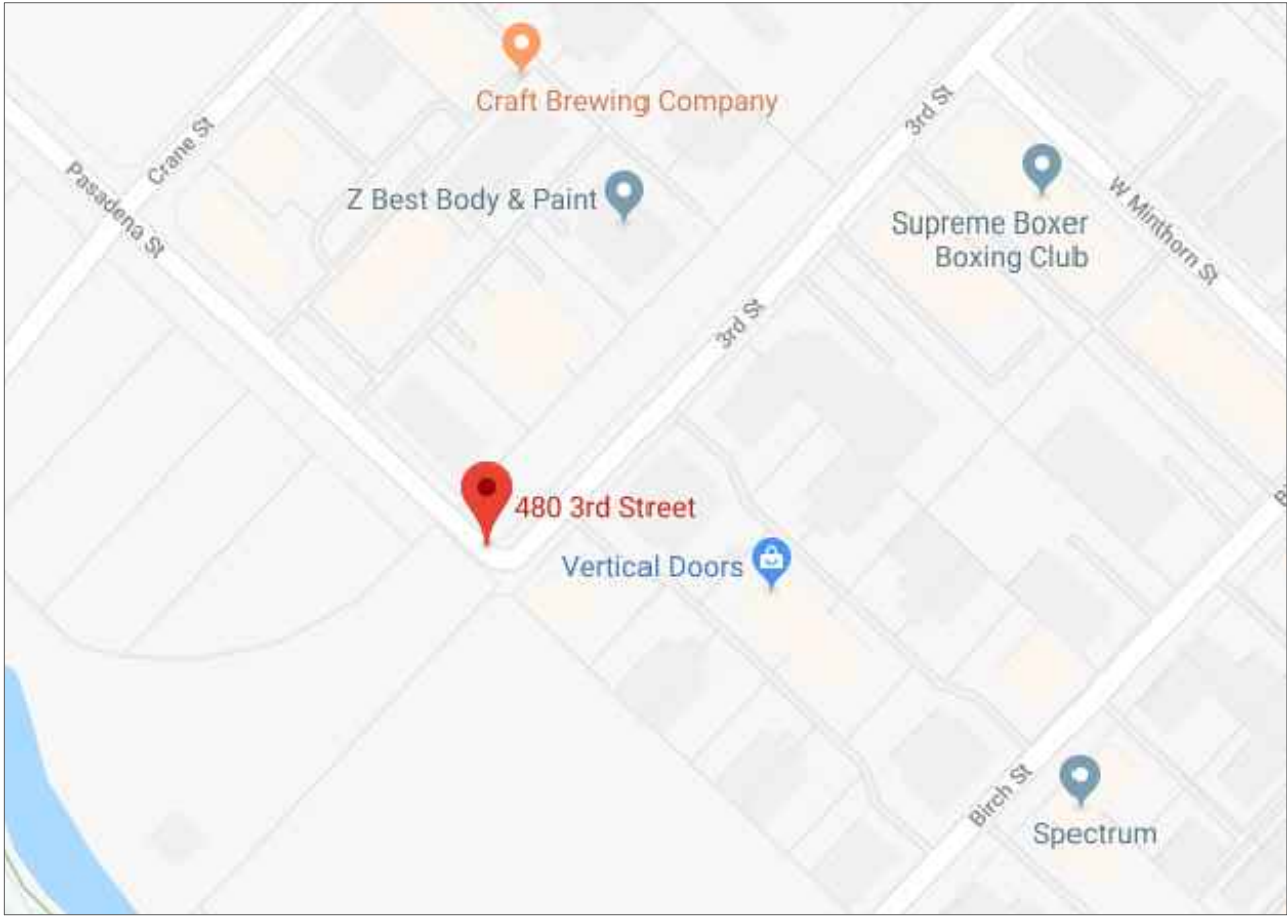 Craft Brewing Company
3rd St
Crane St
Z Best Body & Paint
Pasadena St
Supreme Boxer
Boxing Club
W Minthorn St
3rd St
480 3rd Street
Vertical Doors
Birch St
Spectrum